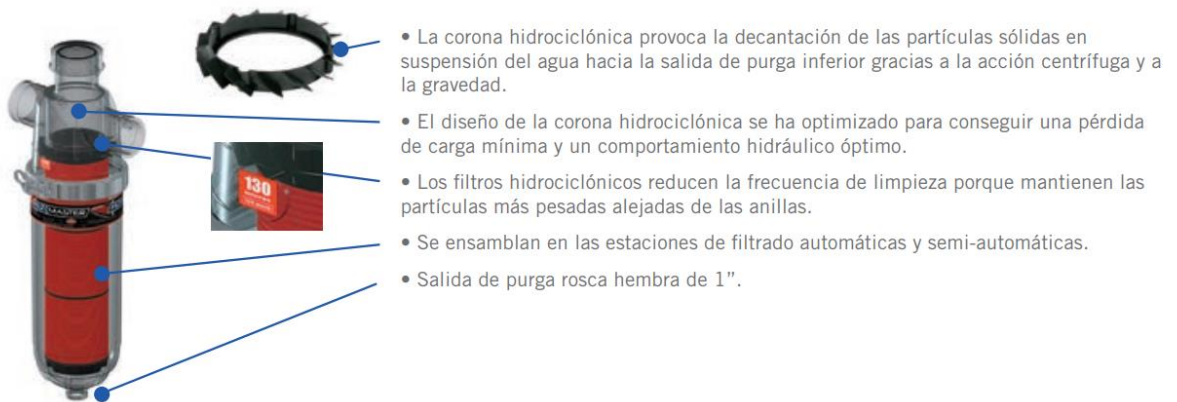 • La corona hidrociclónica provoca la decantación de las partículas sólidas en
suspensión del agua hacia la salida de purga inferior gracias a la acción centrífuga y a
la gravedad.
• El diseño de la corona hidrociclónica se ha optimizado para conseguir una pérdida
de carga mínima y un comportamiento hidráulico óptimo.
130
• Los filtros hidrociclónicos reducen la frecuencia de limpieza porque mantienen las
partículas más pesadas alejadas de las anillas.
• Se ensamblan en las estaciones de filtrado automáticas y semi-automáticas.
• Salida de purga rosca hembra de 1”.